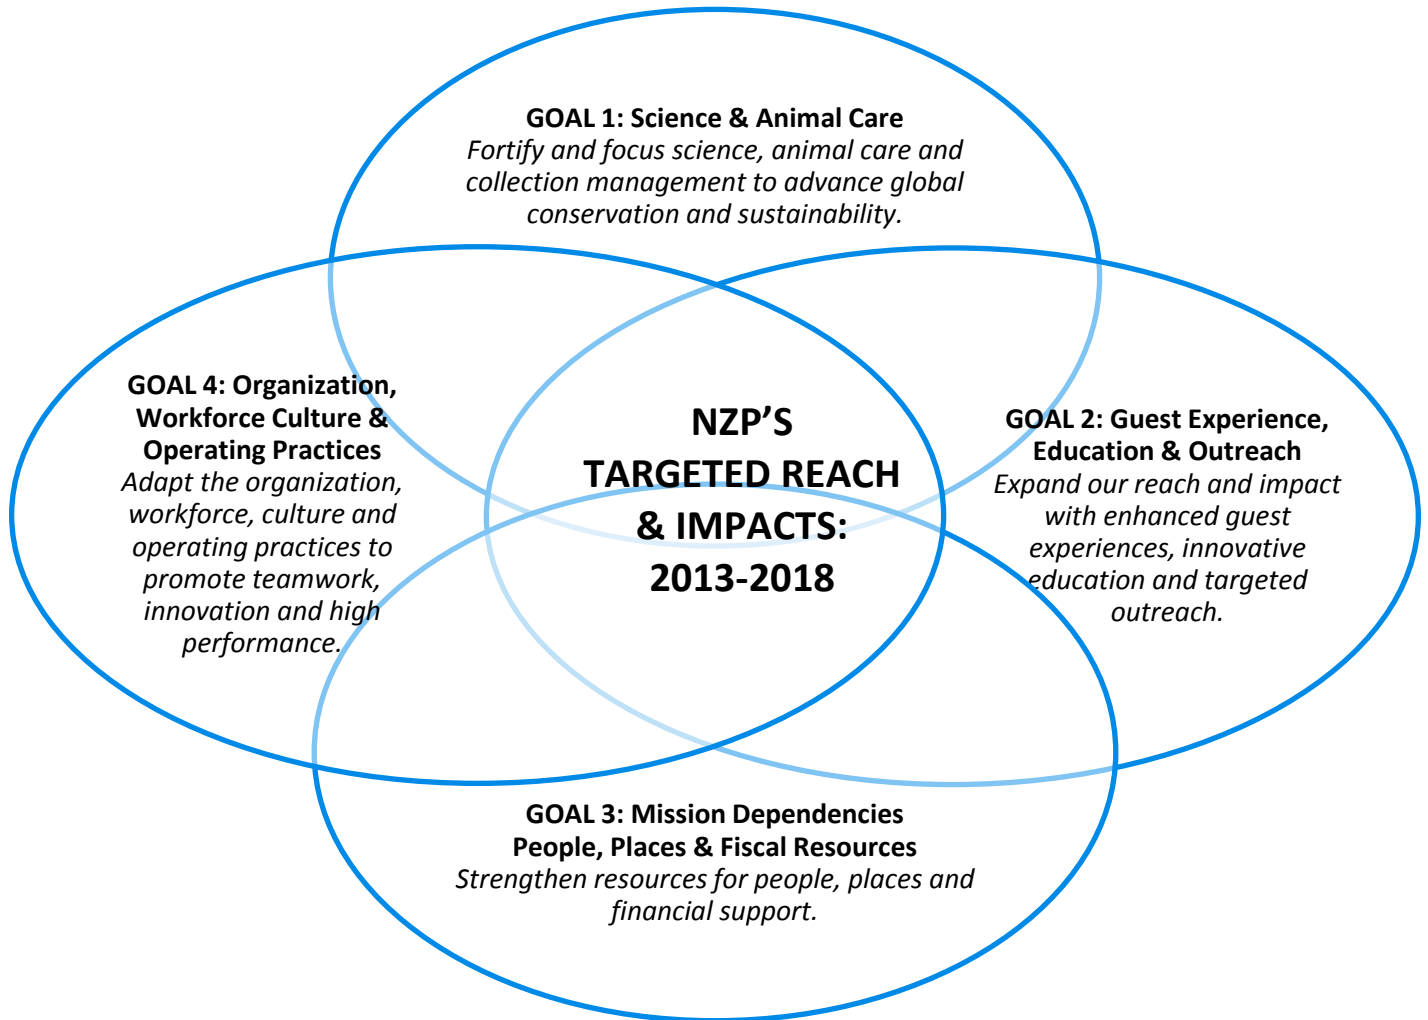 GOAL 1: Science & Animal Care
Fortify and focus science, animal care and
collection management to advance global
conservation and sustainability.
GOAL 4: Organization,
Workforce Culture &
Operating Practices
Adapt the organization,
workforce, culture and
operating practices to
promote teamwork,
innovation and high
performance.
NZP’S
TARGETED REACH
& IMPACTS:
2013-2018
GOAL 2: Guest Experience,
Education & Outreach
Expand our reach and impact
with enhanced guest
experiences, innovative
education and targeted
outreach.
GOAL 3: Mission Dependencies
People, Places & Fiscal Resources
Strengthen resources for people, places and
financial support.